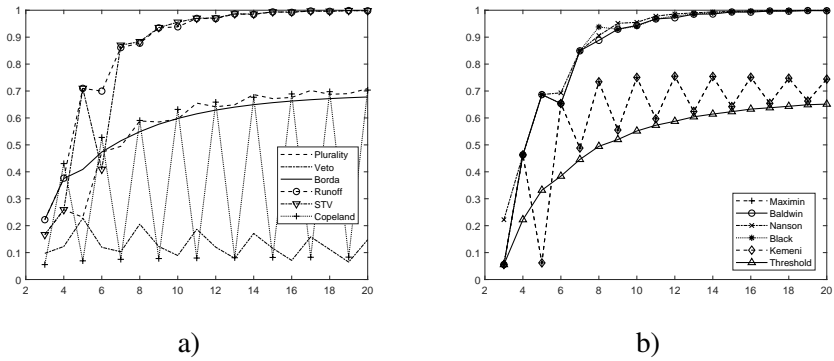 1
0.9
0.8
0.7
0.6
0.5
0.4
0.3
0.2
0.1
0
2 4 6 8 10 12 14 16 18 20
Plurality
Veto
Borda
Runoff
STV
Copeland
a)
1
0.9
0.8
0.7
0.6
0.5
0.4
0.3
0.2
0.1
0
2 4 6 8 10 12 14 16 18 20
Maximin
Baldwin
Nanson
Black
Kemeni
Threshold
b)